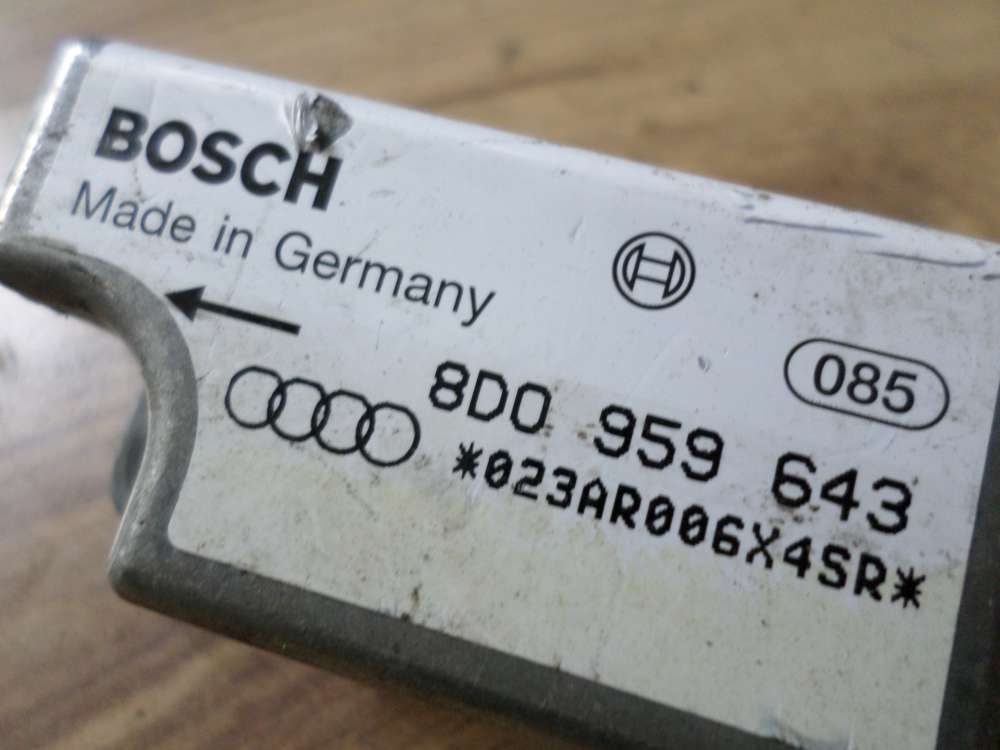 BOSCH
Made in Germany
085
8D0 959 643
*023AR006X4SR*